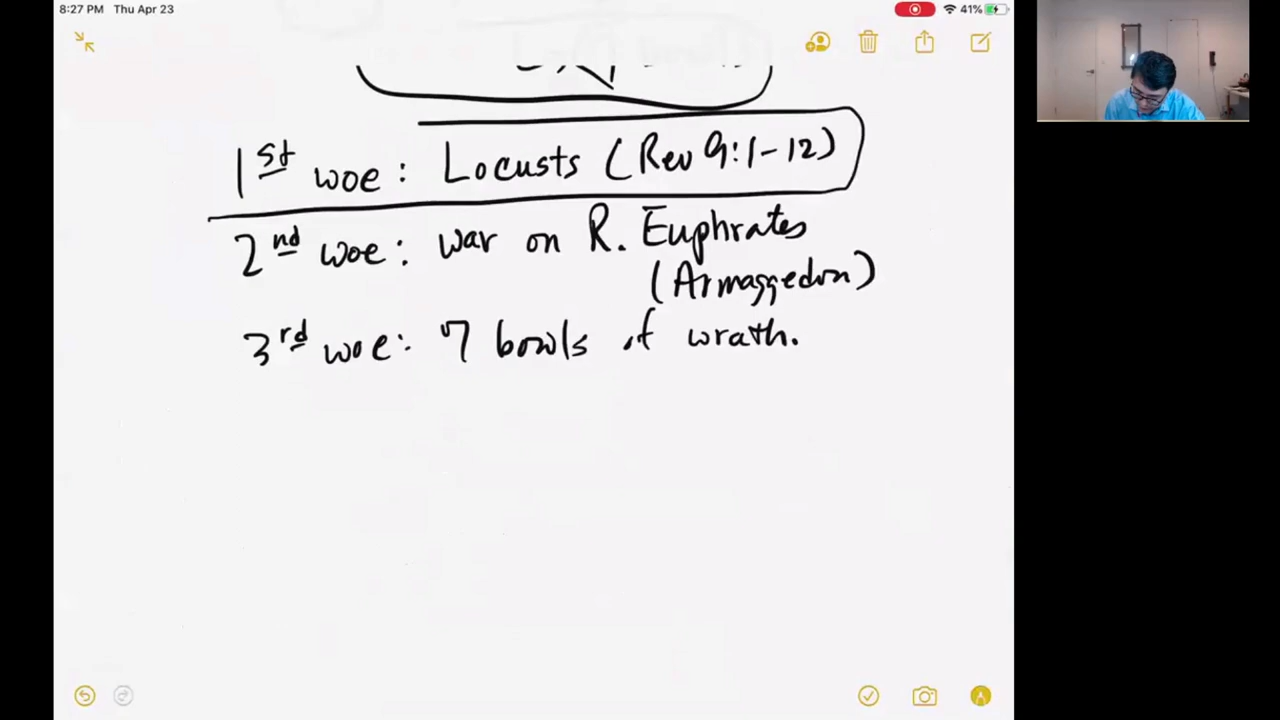 8:27 PM Thu Apr 23 41%
1st woe: Locusts (Rev 9:1-12)
2nd woe: war on R. Euphrates
(Armaggedon)
3rd woe: 7 bowls of wrath.